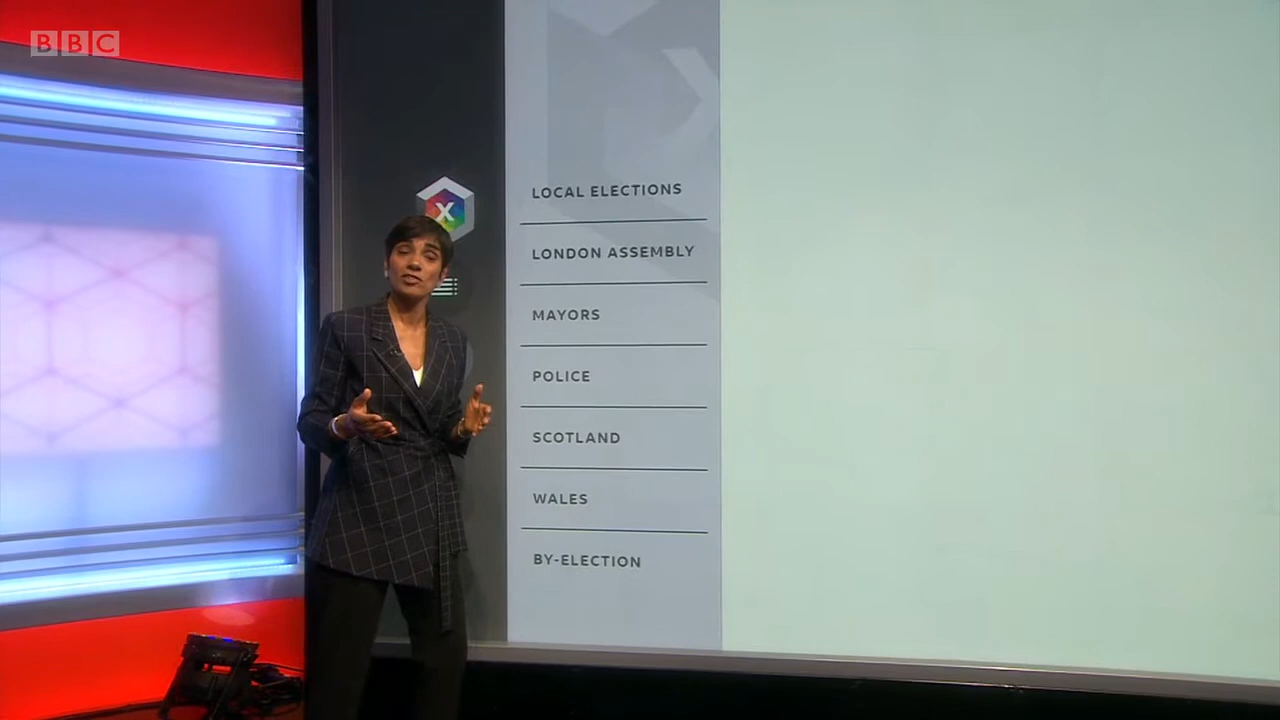 BBC
X
LOCAL ELECTIONS
LONDON ASSEMBLY
MAYORS
POLICE
SCOTLAND
WALES
BY-ELECTION